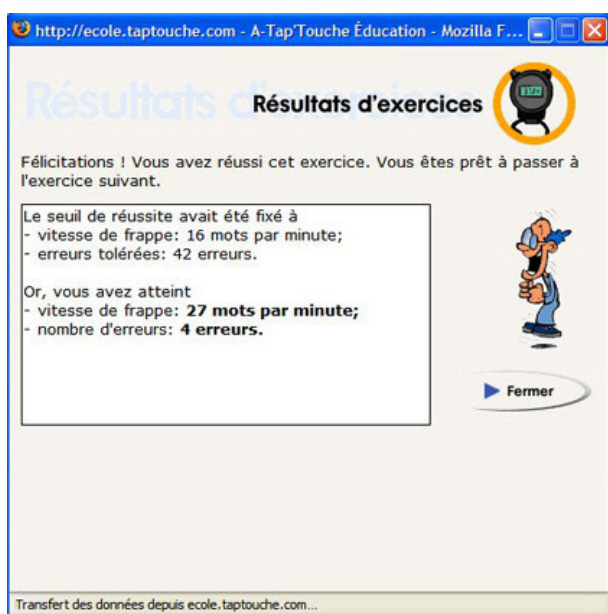 http://ecole.taptouche.com - A-Tap'Touche Éducation - Mozilla F...
Résultats d'exercices
Résultats d'exercices
Félicitations ! Vous avez réussi cet exercice. Vous êtes prêt à passer à
l'exercice suivant.
Le seuil de réussite avait été fixé à
- vitesse de frappe: 16 mots par minute;
- erreurs tolérées: 42 erreurs.
Or, vous avez atteint
- vitesse de frappe: 27 mots par minute;
- nombre d'erreurs: 4 erreurs.
Fermer
Transfert des données depuis ecole.taptouche.com...